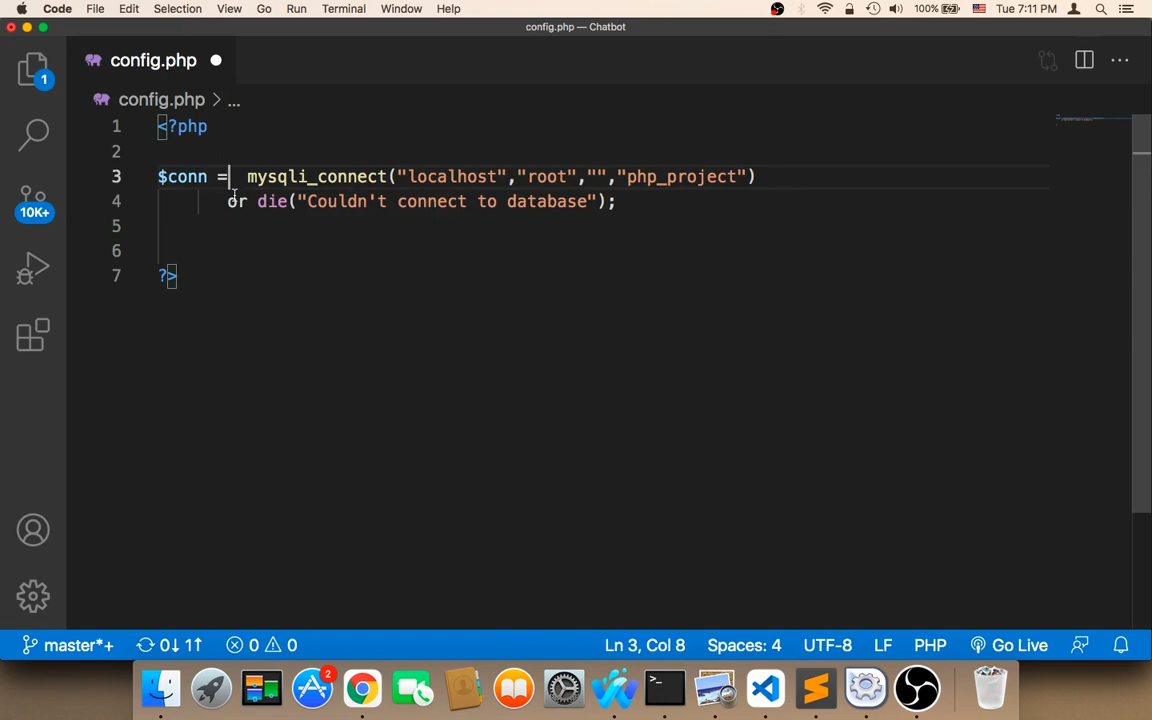 Code File Edit Selection View Go Run Terminal Window Help 100% Tue 7:11 PM
config.php — Chatbot
1
config.php
config.php > ...
1 <?php
2
3 $conn =  mysqli_connect("localhost","root","","php_project")
4 or die("Couldn't connect to database");
5
6
7 ?>
10K+
master*+ 0↓ 1↑ 0 0 Ln 3, Col 8 Spaces: 4 UTF-8 LF PHP Go Live
2